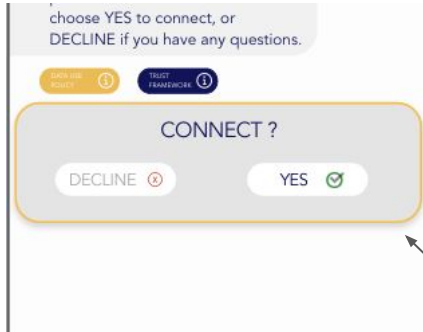 choose YES to connect, or
DECLINE if you have any questions.
DATA USE
POLICY
TRUST
FRAMEWORK
CONNECT ?
DECLINE
YES